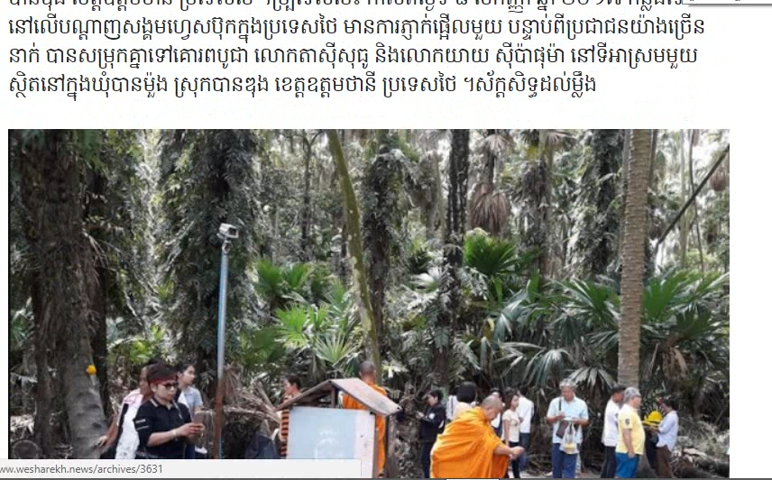 នៅលើបណ្តាញសង្គមហ្វេសប៊ុកក្នុងប្រទេសថៃ មានការភ្ញាក់ផ្អើលមួយ បន្ទាប់ពីប្រជាជនយ៉ាងច្រើន
នាក់ បានសម្រុកគ្នាទៅគោរពបូជា លោកតាស៊ីសុធូ និងលោកយាយ ស៊ីប៉ាផុម៉ា នៅទីអាស្រមមួយ
ស្ថិតនៅក្នុងឃុំបានម៉្វង ស្រុកបានឌុង ខេត្តឧត្តមថានី ប្រទេសថៃ ។ស័ក្តសិទ្ធដល់ម្លឹង
ww.wesharekh.news/archives/3631